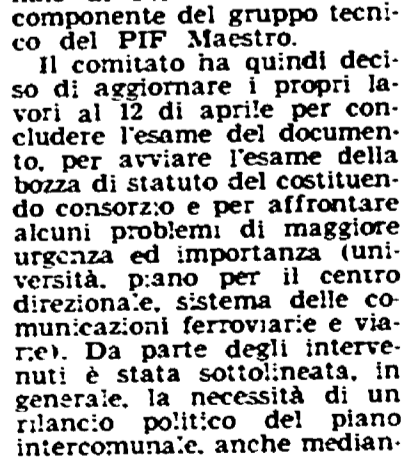 componente del gruppo tecni-
co del PIF Maestro.
Il comitato ha quindi deci-
so di aggiornare i propri la-
vori al 12 di aprile per con-
cludere l'esame del documen-
to, per avviare l'esame della
bozza di statuto del costituen-
do consorzio e per affrontare
alcuni problemi di maggiore
urgenza ed importanza (uni-
versità, piano per il centro
direzionale, sistema delle co-
municazioni ferroviarie e via-
rie). Da parte degli interve-
nuti è stata sottolineata, in
generale, la necessità di un
rilancio politico del piano
intercomunale, anche median-